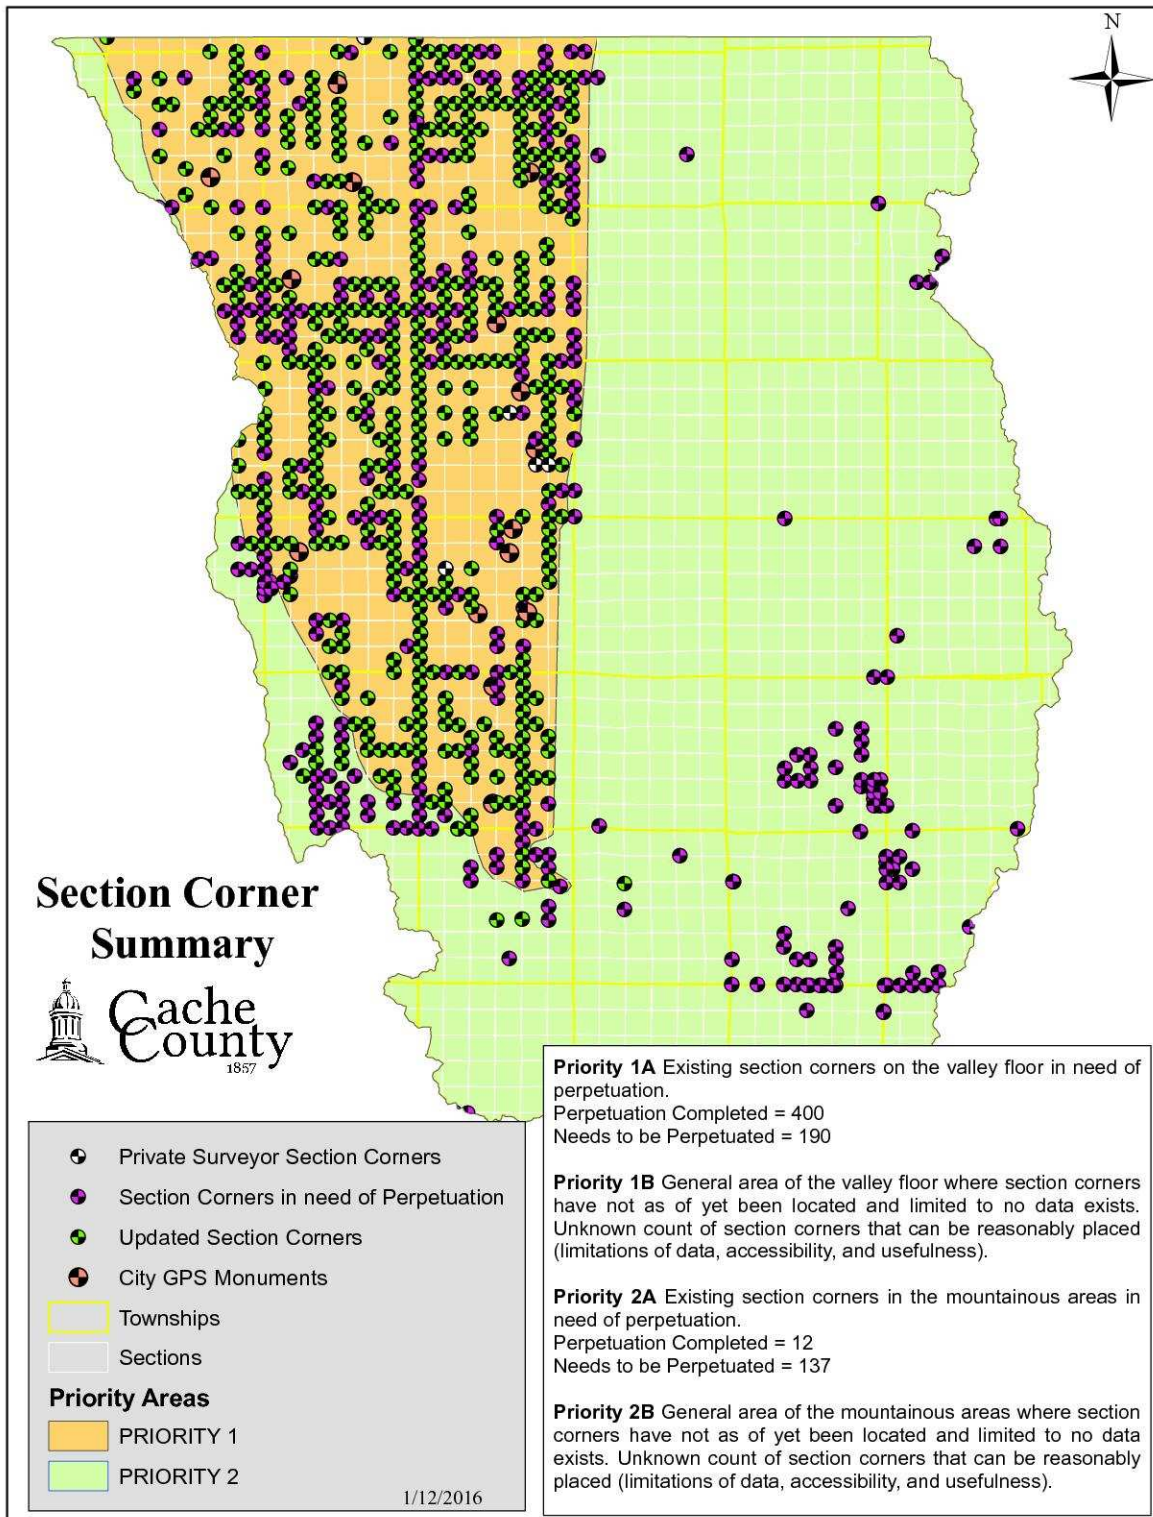 N
Section Corner
Summary
Cache
County
1857
Private Surveyor Section Corners
Section Corners in need of Perpetuation
Updated Section Corners
City GPS Monuments
Townships
Sections
Priority Areas
PRIORITY 1
PRIORITY 2
1/12/2016
Priority 1A Existing section corners on the valley floor in need of
perpetuation.
Perpetuation Completed = 400
Needs to be Perpetuated = 190
Priority 1B General area of the valley floor where section corners
have not as of yet been located and limited to no data exists.
Unknown count of section corners that can be reasonably placed
(limitations of data, accessibility, and usefulness).
Priority 2A Existing section corners in the mountainous areas in
need of perpetuation.
Perpetuation Completed = 12
Needs to be Perpetuated = 137
Priority 2B General area of the mountainous areas where section
corners have not as of yet been located and limited to no data
exists. Unknown count of section corners that can be reasonably
placed (limitations of data, accessibility, and usefulness).